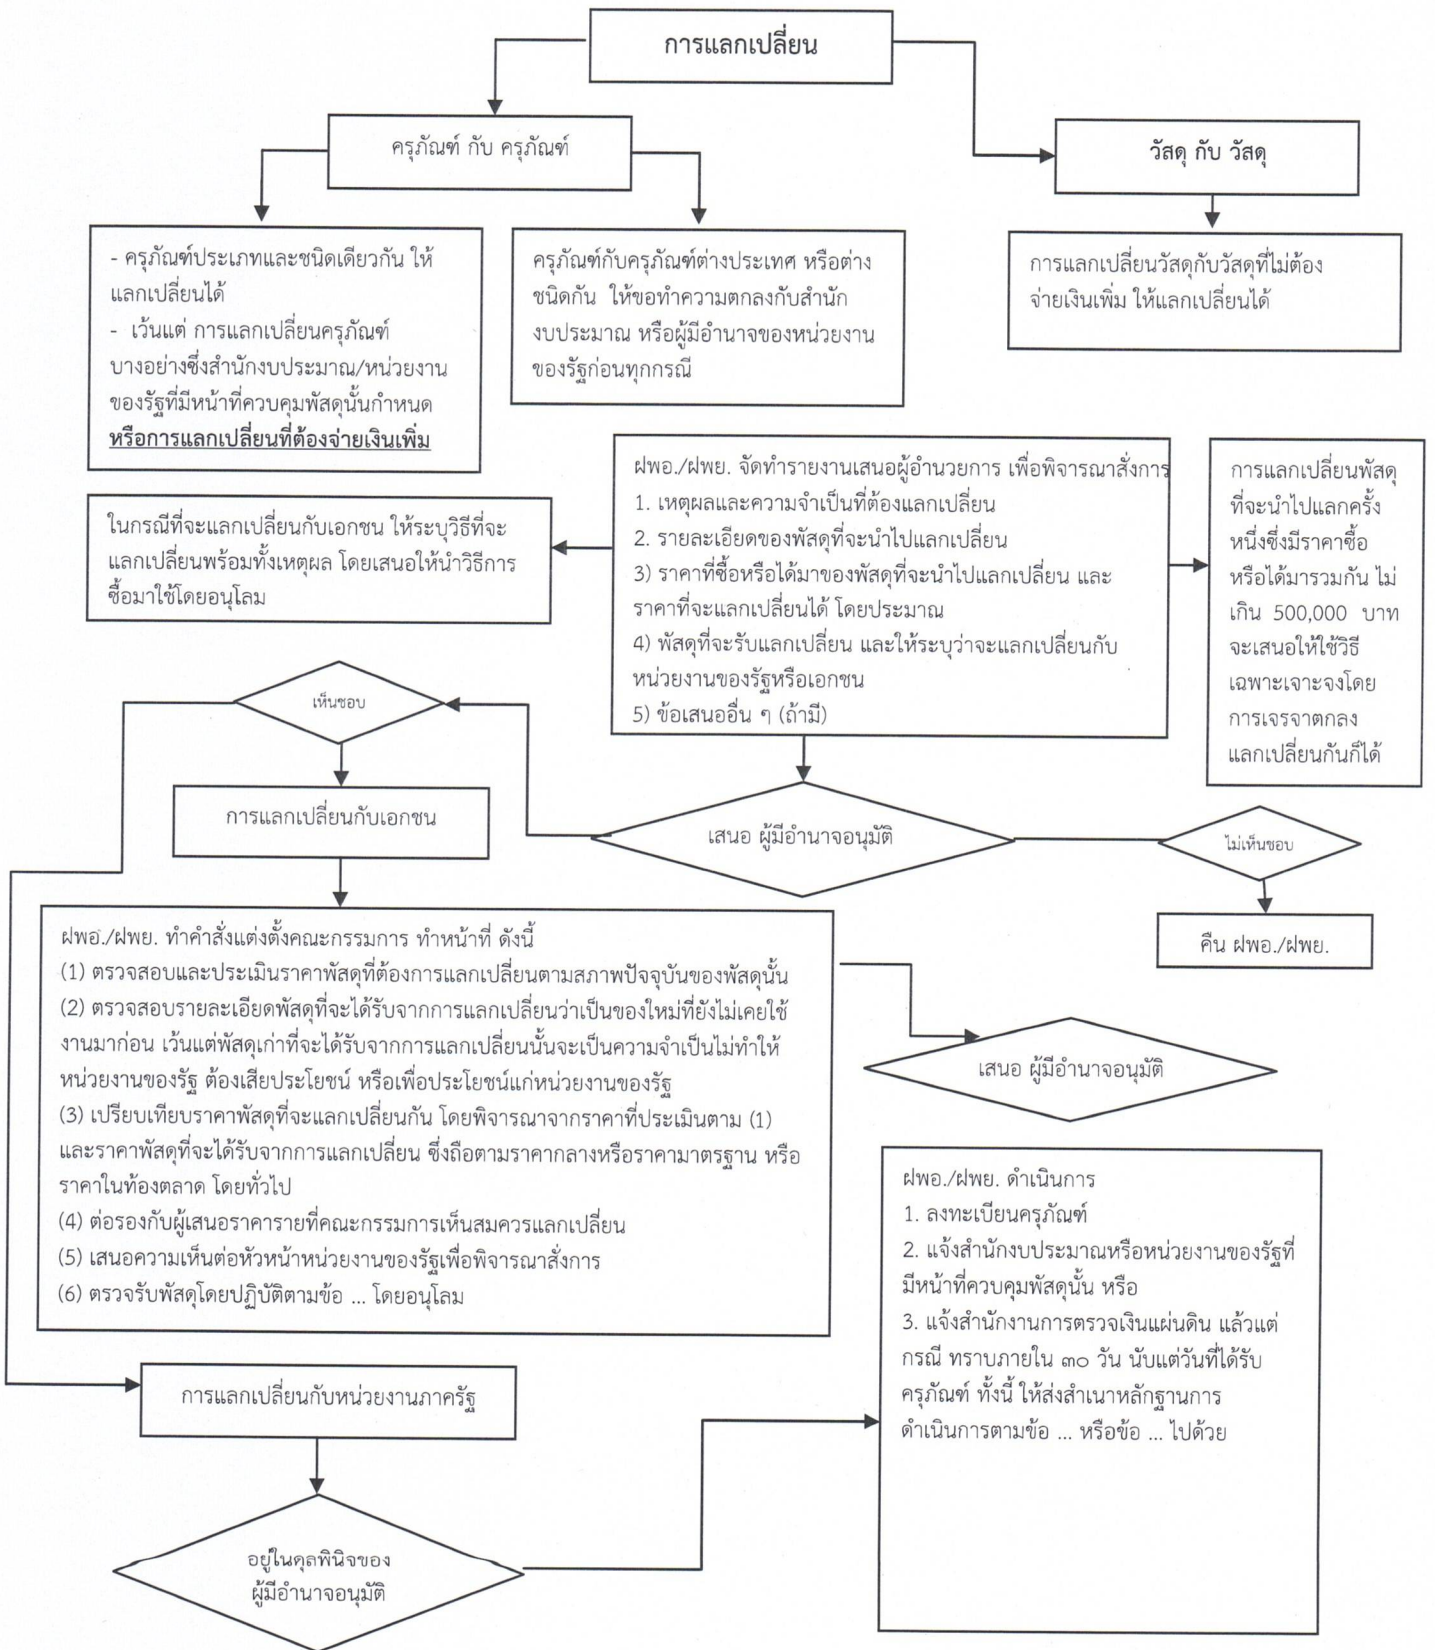 การแลกเปลี่ยน
ครุภัณฑ์ กับ ครุภัณฑ์
วัสดุ กับ วัสดุ
- ครุภัณฑ์ประเภทและชนิดเดียวกัน ให้
แลกเปลี่ยนได้
- เว้นแต่ การแลกเปลี่ยนครุภัณฑ์
บางอย่างซึ่งสำนักงบประมาณ/หน่วยงาน
ของรัฐที่มีหน้าที่ควบคุมพัสดุนั้นกำหนด
หรือการแลกเปลี่ยนที่ต้องจ่ายเงินเพิ่ม
ครุภัณฑ์กับครุภัณฑ์ต่างประเทศ หรือต่าง
ชนิดกัน ให้ขอทำความตกลงกับสำนัก
งบประมาณ หรือผู้มีอำนาจของหน่วยงาน
ของรัฐก่อนทุกกรณี
การแลกเปลี่ยนวัสดุกับวัสดุที่ไม่ต้อง
จ่ายเงินเพิ่ม ให้แลกเปลี่ยนได้
ฝพอ./ฝพย. จัดทำรายงานเสนอผู้อำนวยการ เพื่อพิจารณาสั่งการ
1. เหตุผลและความจำเป็นที่ต้องแลกเปลี่ยน
2. รายละเอียดของพัสดุที่จะนำไปแลกเปลี่ยน
3) ราคาที่ซื้อหรือได้มาของพัสดุที่จะนำไปแลกเปลี่ยน และ
ราคาที่จะแลกเปลี่ยนได้ โดยประมาณ
4) พัสดุที่จะรับแลกเปลี่ยน และให้ระบุว่าจะแลกเปลี่ยนกับ
หน่วยงานของรัฐหรือเอกชน
5) ข้อเสนออื่น ๆ (ถ้ามี)
การแลกเปลี่ยนพัสดุ
ที่จะนำไปแลกครั้ง
หนึ่งซึ่งมีราคาซื้อ
หรือได้มารวมกัน ไม่
เกิน 500,000 บาท
จะเสนอให้ใช้วิธี
เฉพาะเจาะจงโดย
การเจรจาตกลง
แลกเปลี่ยนกันก็ได้
ในกรณีที่จะแลกเปลี่ยนกับเอกชน ให้ระบุวิธีที่จะ
แลกเปลี่ยนพร้อมทั้งเหตุผล โดยเสนอให้นำวิธีการ
ซื้อมาใช้โดยอนุโลม
เห็นชอบ
การแลกเปลี่ยนกับเอกชน
เสนอ ผู้มีอำนาจอนุมัติ
ไม่เห็นชอบ
คืน ฝพอ./ฝพย.
ฝพอ./ฝพย. ทำคำสั่งแต่งตั้งคณะกรรมการ ทำหน้าที่ ดังนี้
(1) ตรวจสอบและประเมินราคาพัสดุที่ต้องการแลกเปลี่ยนตามสภาพปัจจุบันของพัสดุนั้น
(2) ตรวจสอบรายละเอียดพัสดุที่จะได้รับจากการแลกเปลี่ยนว่าเป็นของใหม่ที่ยังไม่เคยใช้
งานมาก่อน เว้นแต่พัสดุเก่าที่จะได้รับจากการแลกเปลี่ยนนั้นจะเป็นความจำเป็นไม่ทำให้
หน่วยงานของรัฐ ต้องเสียประโยชน์ หรือเพื่อประโยชน์แก่หน่วยงานของรัฐ
(3) เปรียบเทียบราคาพัสดุที่จะแลกเปลี่ยนกัน โดยพิจารณาจากราคาที่ประเมินตาม (1)
และราคาพัสดุที่จะได้รับจากการแลกเปลี่ยน ซึ่งถือตามราคากลางหรือราคามาตรฐาน หรือ
ราคาในท้องตลาด โดยทั่วไป
(4) ต่อรองกับผู้เสนอราคารายที่คณะกรรมการเห็นสมควรแลกเปลี่ยน
(5) เสนอความเห็นต่อหัวหน้าหน่วยงานของรัฐเพื่อพิจารณาสั่งการ
(6) ตรวจรับพัสดุโดยปฏิบัติตามข้อ ... โดยอนุโลม
เสนอ ผู้มีอำนาจอนุมัติ
ฝพอ./ฝพย. ดำเนินการ
1. ลงทะเบียนครุภัณฑ์
2. แจ้งสำนักงบประมาณหรือหน่วยงานของรัฐที่
มีหน้าที่ควบคุมพัสดุนั้น หรือ
3. แจ้งสำนักงานการตรวจเงินแผ่นดิน แล้วแต่
กรณี ทราบภายใน ๓๐ วัน นับแต่วันที่ได้รับ
ครุภัณฑ์ ทั้งนี้ ให้ส่งสำเนาหลักฐานการ
ดำเนินการตามข้อ ... หรือข้อ ... ไปด้วย
การแลกเปลี่ยนกับหน่วยงานภาครัฐ
อยู่ในดุลพินิจของ
ผู้มีอำนาจอนุมัติ